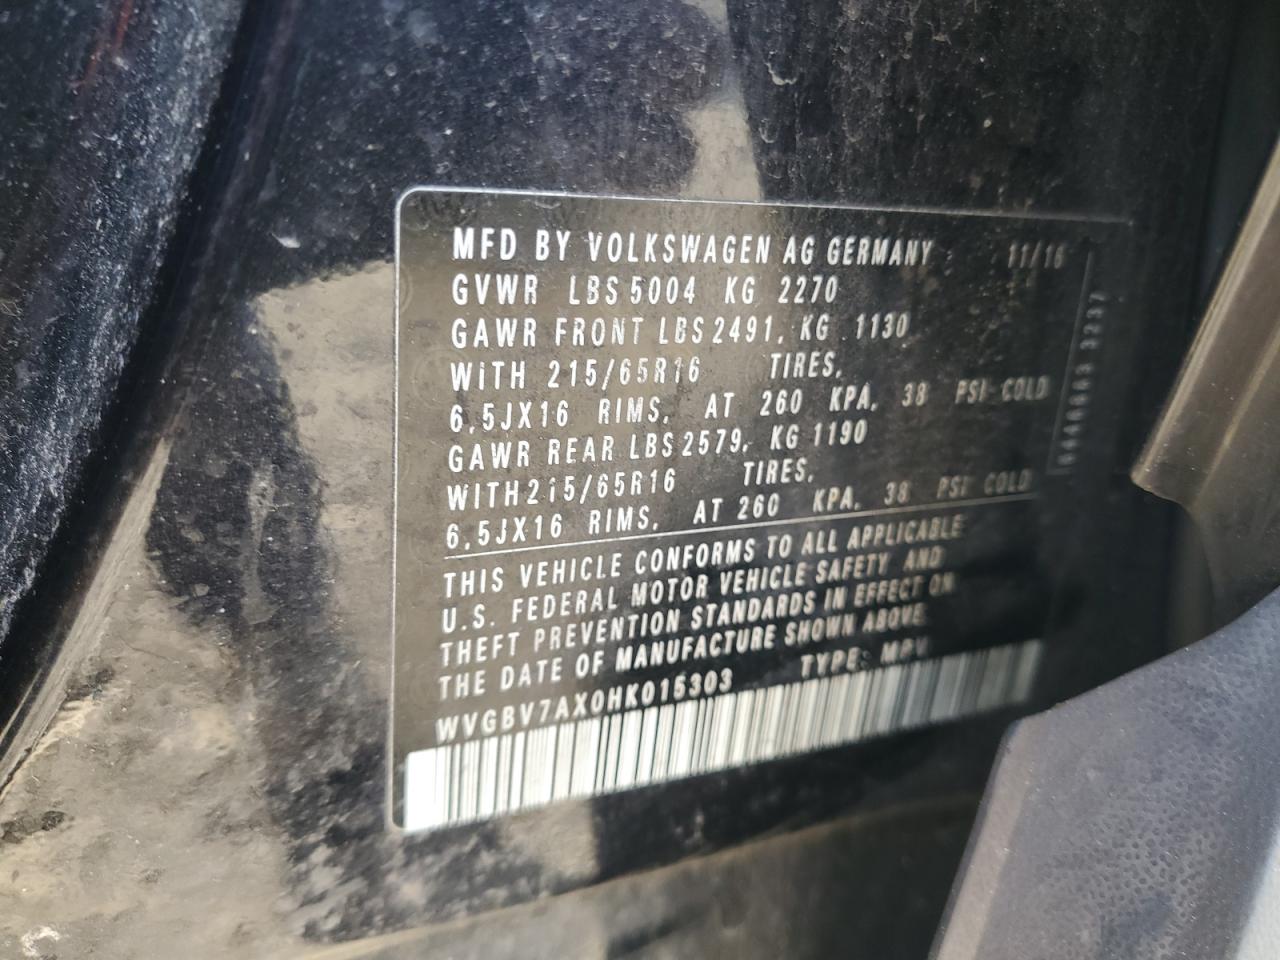 MFD BY VOLKSWAGEN AG GERMANY 11/16
GVWR LBS 5004 KG 2270
GAWR FRONT LBS 2491, KG 1130
WITH 215/65R16 TIRES,
6,5JX16 RIMS, AT 260 KPA, 38 PSI COLD
GAWR REAR LBS 2579, KG 1190
WITH 215/65R16 TIRES,
6,5JX16 RIMS, AT 260 KPA, 38 PSI COLD
THIS VEHICLE CONFORMS TO ALL APPLICABLE
U.S. FEDERAL MOTOR VEHICLE SAFETY AND
THEFT PREVENTION STANDARDS IN EFFECT ON
THE DATE OF MANUFACTURE SHOWN ABOVE
WVGBV7AX0HK015303 TYPE: MPV